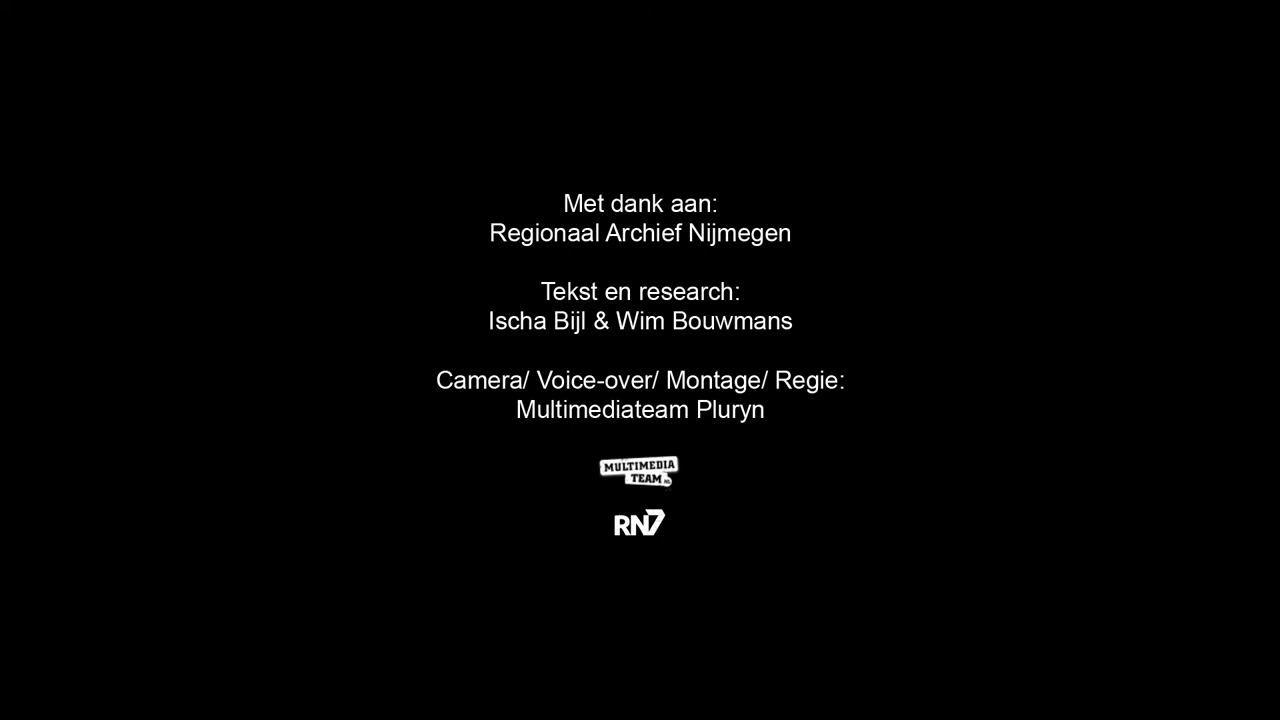 Met dank aan:
Regionaal Archief Nijmegen
Tekst en research:
Ischa Bijl & Wim Bouwmans
Camera/ Voice-over/ Montage/ Regie:
Multimediateam Pluryn
MULTIMEDIA
TEAM.NL
RN7